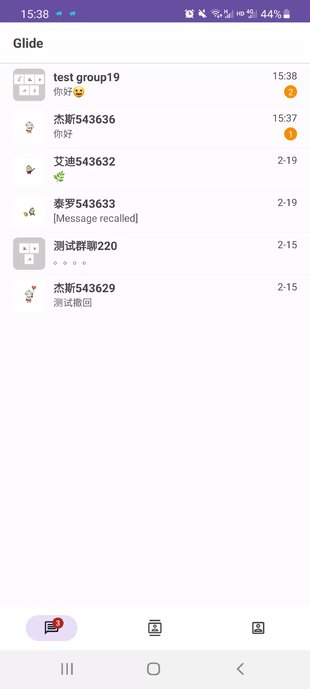 15:38
HD 4G 44%
Glide
test group19 15:38
你好😄 2
杰斯543636 15:37
你好 1
艾迪543632 2-19
🌿
泰罗543633 2-19
[Message recalled]
测试群聊220 2-15
。。。。
杰斯543629 2-15
测试撤回
3